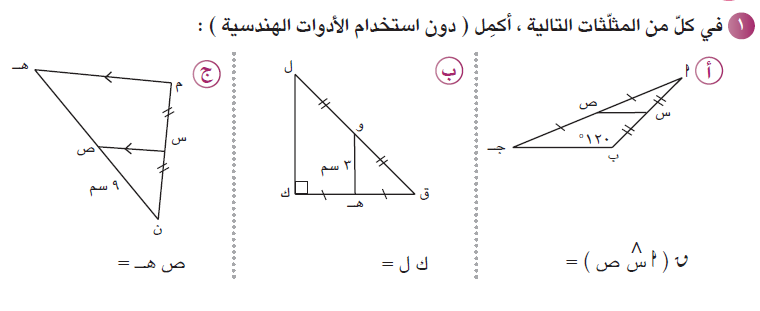 ١ في كلّ من المثلّثات التالية ، أكمِل ( دون استخدام الأدوات الهندسية ) :
أ
م
ص
س
١٢٠°
جـ
ب
ب
ل
و
٣ سم
ك
هـ
ق
ج
هـ
م
س
ص
٩ سم
ن
ق ( م سَ ص ) =
ك ل =
ص هـ =